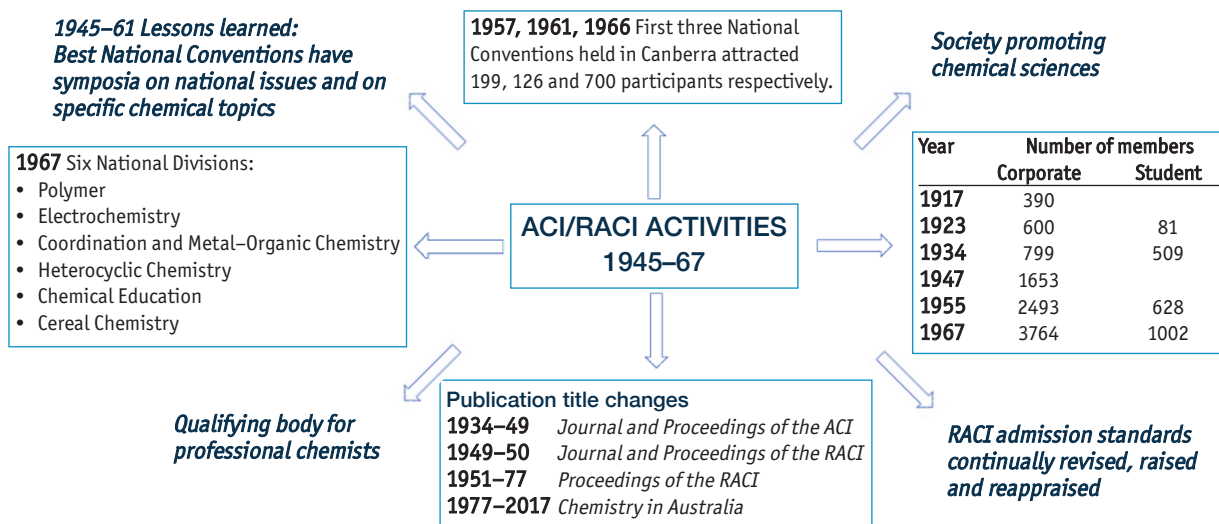 1945–61 Lessons learned:
Best National Conventions have
symposia on national issues and on
specific chemical topics
1957, 1961, 1966 First three National
Conventions held in Canberra attracted
199, 126 and 700 participants respectively.
Society promoting
chemical sciences
1967 Six National Divisions:
• Polymer
• Electrochemistry
• Coordination and Metal–Organic Chemistry
• Heterocyclic Chemistry
• Chemical Education
• Cereal Chemistry
ACI/RACI ACTIVITIES
1945–67
Year Number of members
Corporate Student
1917 390
1923 600 81
1934 799 509
1947 1653
1955 2493 628
1967 3764 1002
Qualifying body for
professional chemists
Publication title changes
1934–49 Journal and Proceedings of the ACI
1949–50 Journal and Proceedings of the RACI
1951–77 Proceedings of the RACI
1977–2017 Chemistry in Australia
RACI admission standards
continually revised, raised
and reappraised